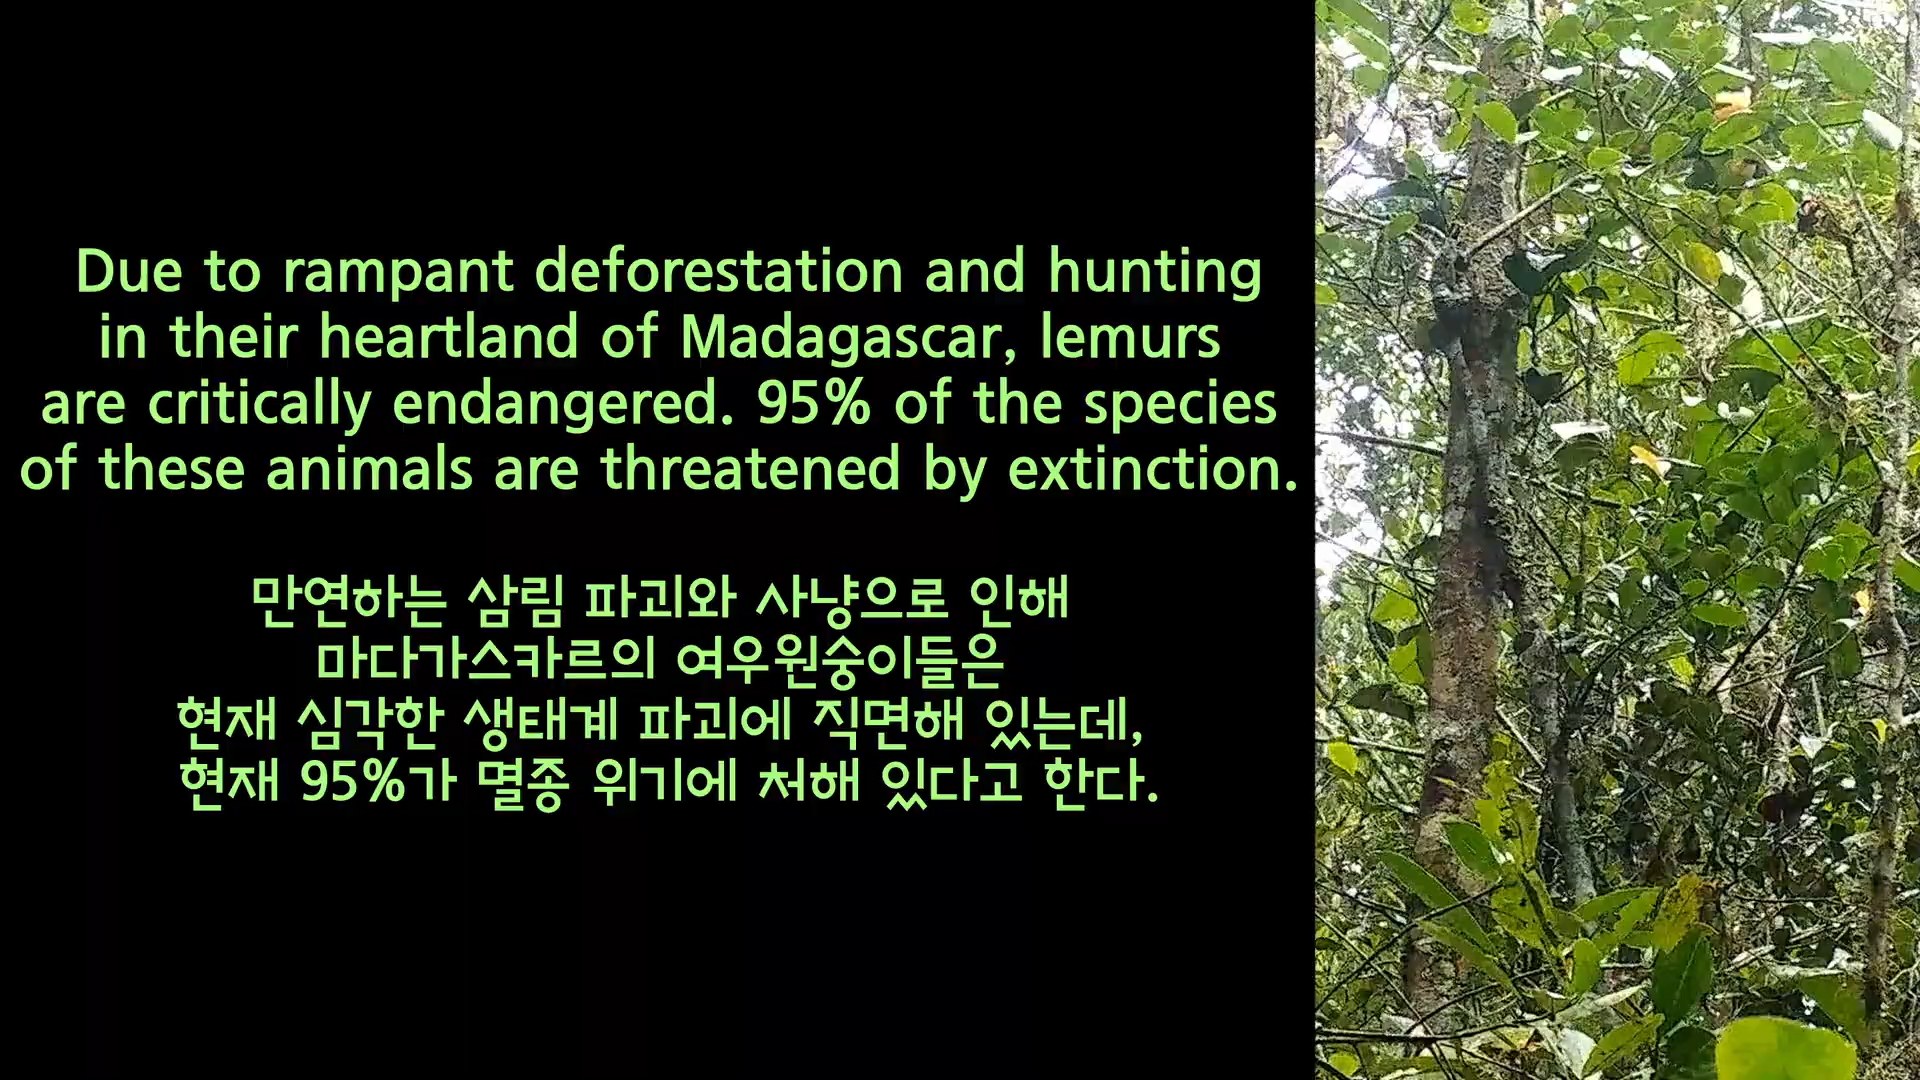 Due to rampant deforestation and hunting
in their heartland of Madagascar, lemurs
are critically endangered. 95% of the species
of these animals are threatened by extinction.
만연하는 삼림 파괴와 사냥으로 인해
마다가스카르의 여우원숭이들은
현재 심각한 생태계 파괴에 직면해 있는데,
현재 95%가 멸종 위기에 처해 있다고 한다.